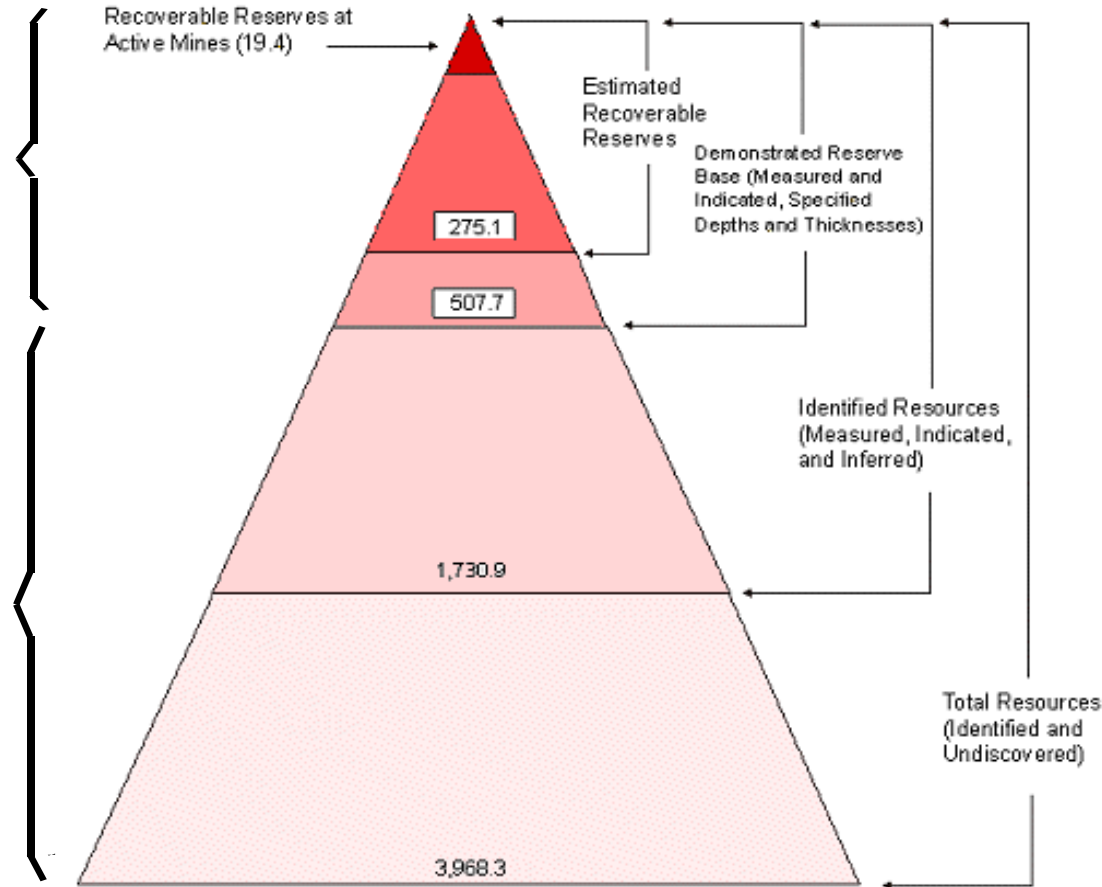 Recoverable Reserves at
Active Mines (19.4)
Estimated
Recoverable
Reserves
Demonstrated Reserve
Base (Measured and
Indicated, Specified
Depths and Thicknesses)
275.1
507.7
Identified Resources
(Measured, Indicated,
and Inferred)
1,730.9
Total Resources
(Identified and
Undiscovered)
3,968.3